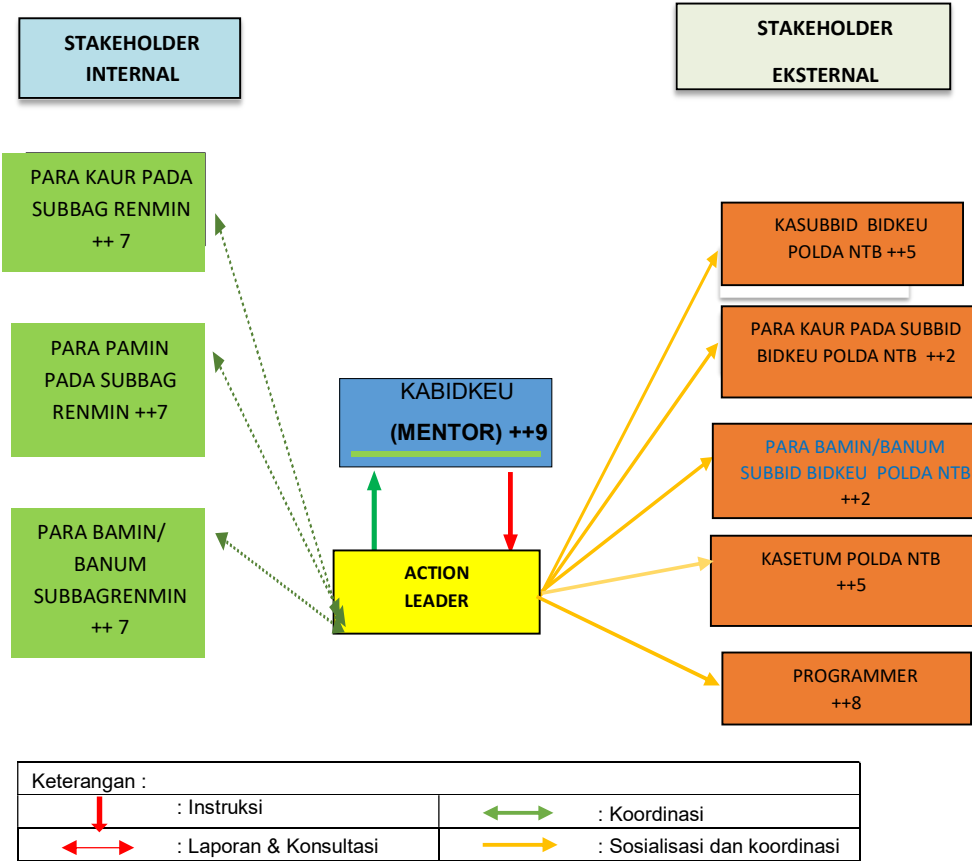 STAKEHOLDER
INTERNAL
STAKEHOLDER
EKSTERNAL
PARA KAUR PADA
SUBBAG RENMIN
++ 7
PARA PAMIN
PADA SUBBAG
RENMIN ++7
PARA BAMIN/
BANUM
SUBBAGRENMIN
++ 7
KABIDKEU
(MENTOR) ++9
ACTION
LEADER
KASUBBID BIDKEU
POLDA NTB ++5
PARA KAUR PADA SUBBID
BIDKEU POLDA NTB ++2
PARA BAMIN/BANUM
SUBBID BIDKEU POLDA NTB
++2
KASETUM POLDA NTB
++5
PROGRAMMER
++8
Keterangan :
: Instruksi
: Koordinasi
: Laporan & Konsultasi
: Sosialisasi dan koordinasi